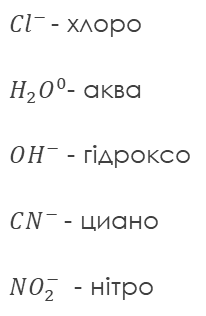 Cl⁻ - хлоро
H₂O⁰- аква
OH⁻ - гідроксо
CN⁻ - циано
NO₂⁻ - нітро